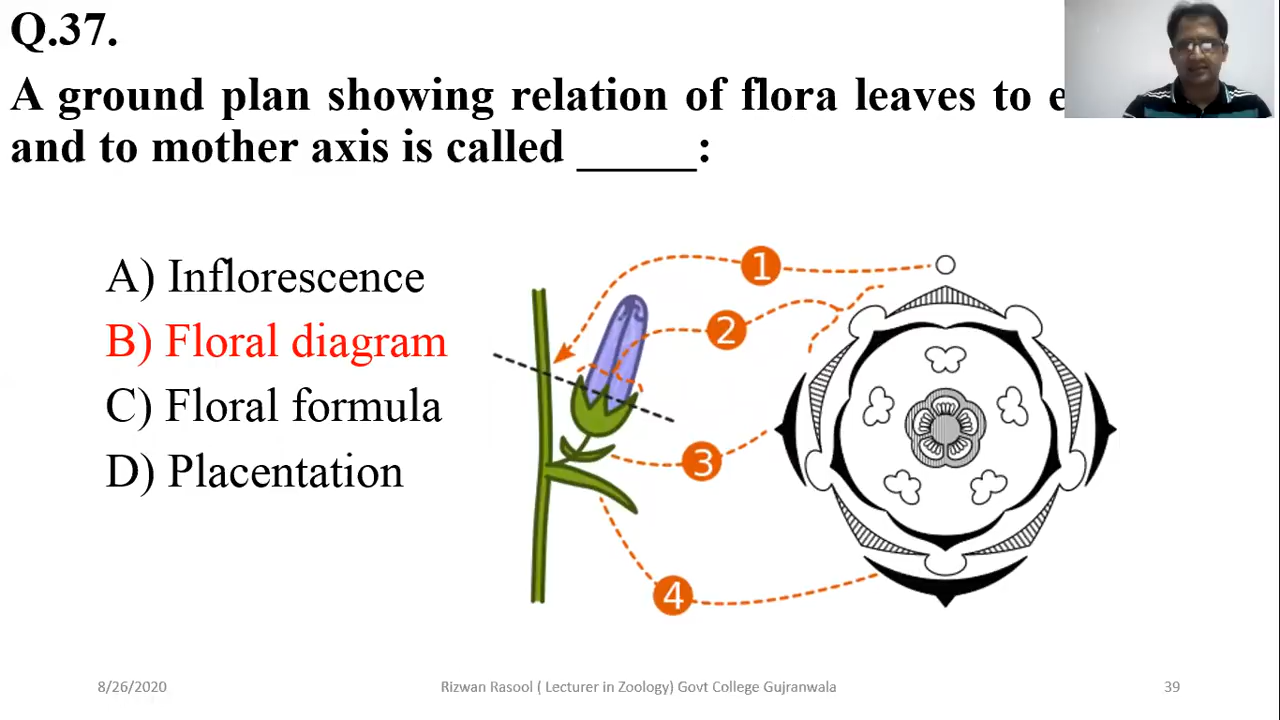 Q.37.
A ground plan showing relation of flora leaves to
and to mother axis is called _____:
A) Inflorescence
B) Floral diagram
C) Floral formula
D) Placentation
1
2
3
4
8/26/2020
Rizwan Rasool ( Lecturer in Zoology) Govt College Gujranwala
39